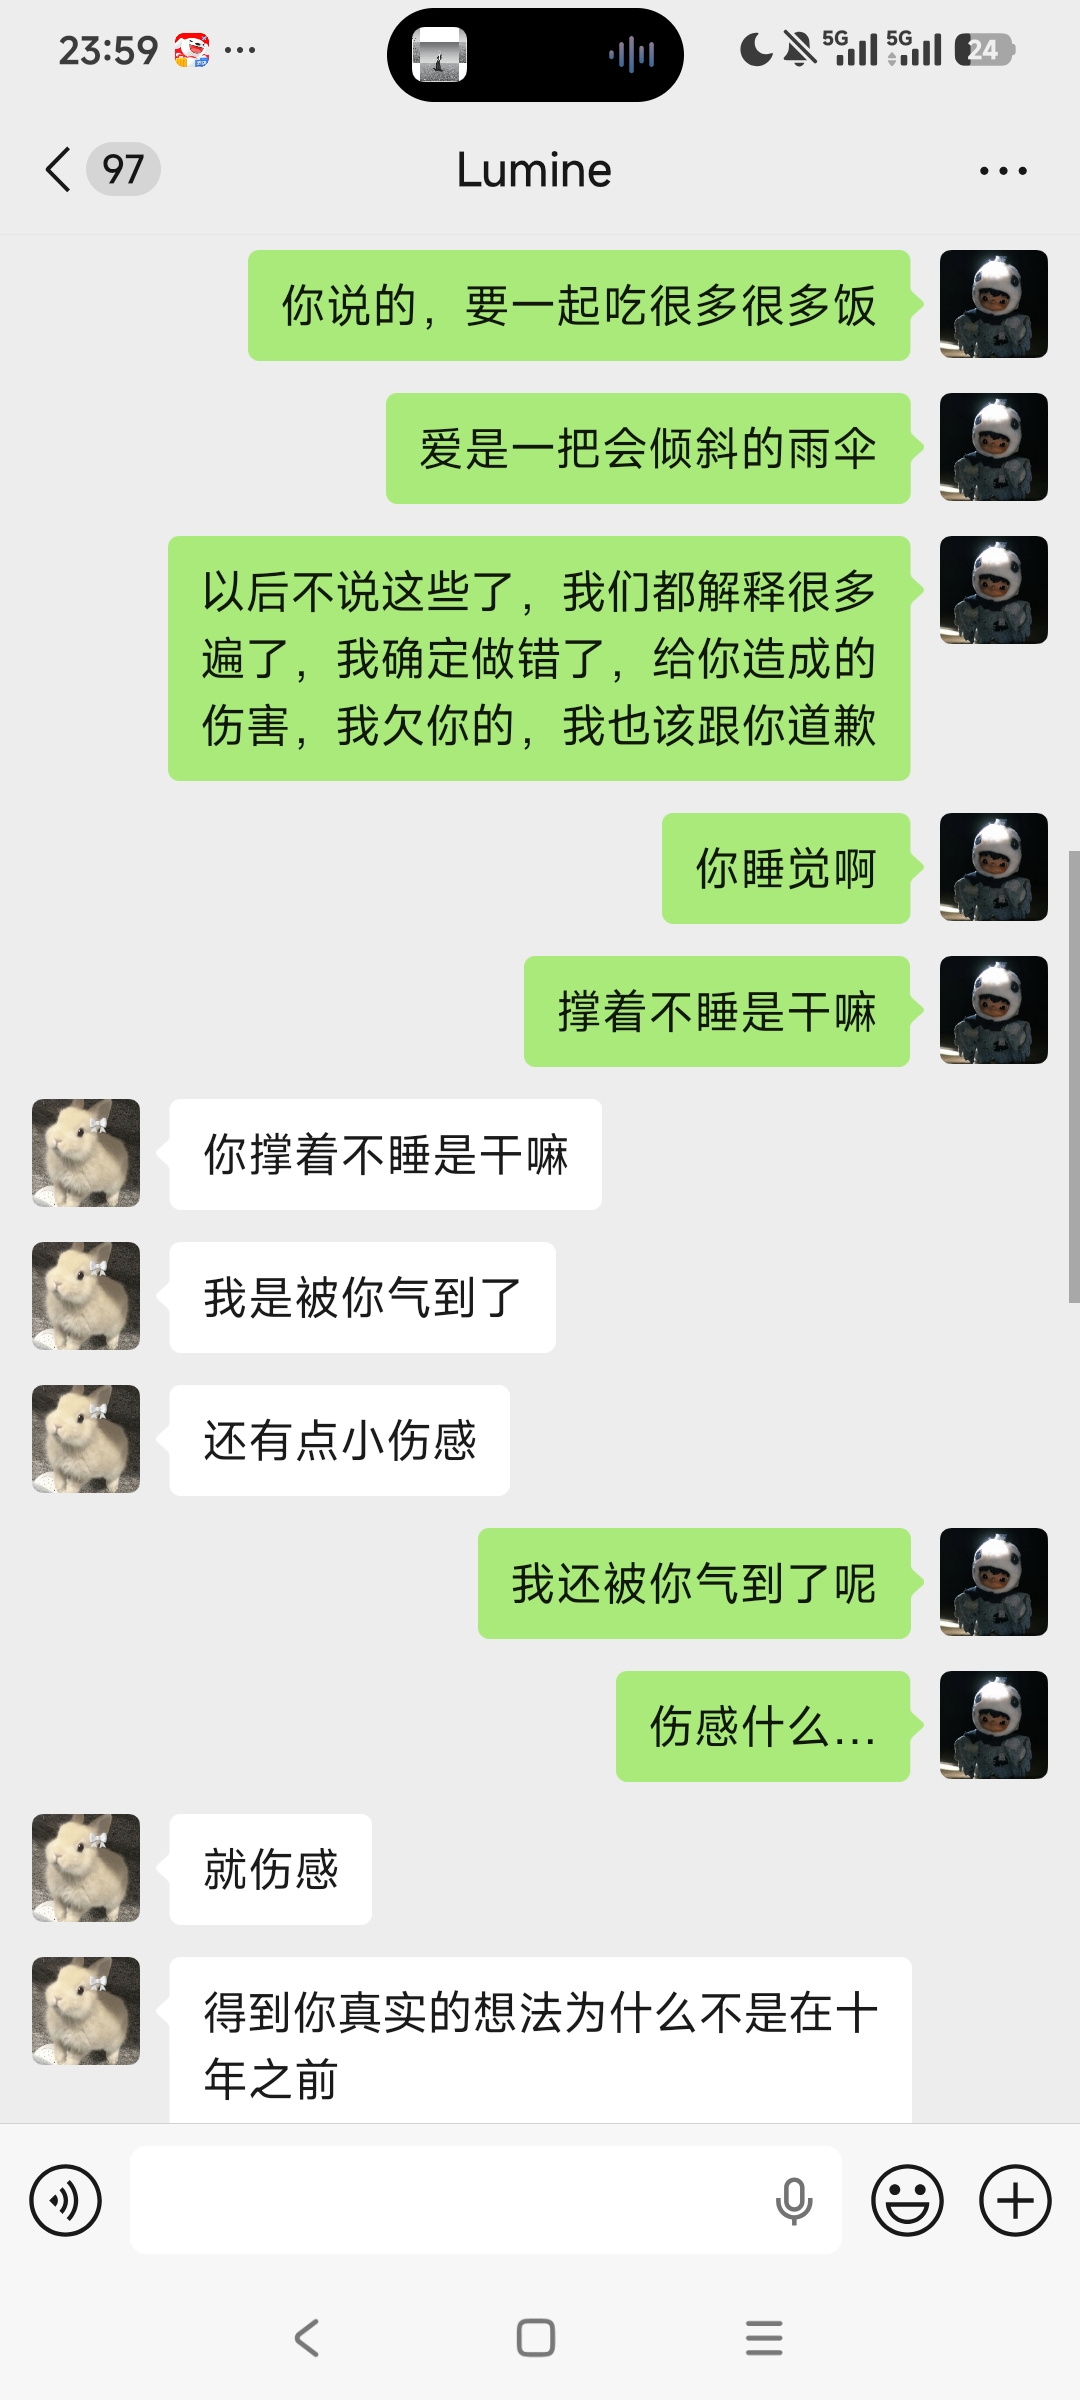 23:59
5G 5G 24
97
Lumine
你说的，要一起吃很多很多饭
爱是一把会倾斜的雨伞
以后不说这些了，我们都解释很多
遍了，我确定做错了，给你造成的
伤害，我欠你的，我也该跟你道歉
你睡觉啊
撑着不睡是干嘛
你撑着不睡是干嘛
我是被你气到了
还有点小伤感
我还被你气到了呢
伤感什么...
就伤感
得到你真实的想法为什么不是在十
年之前